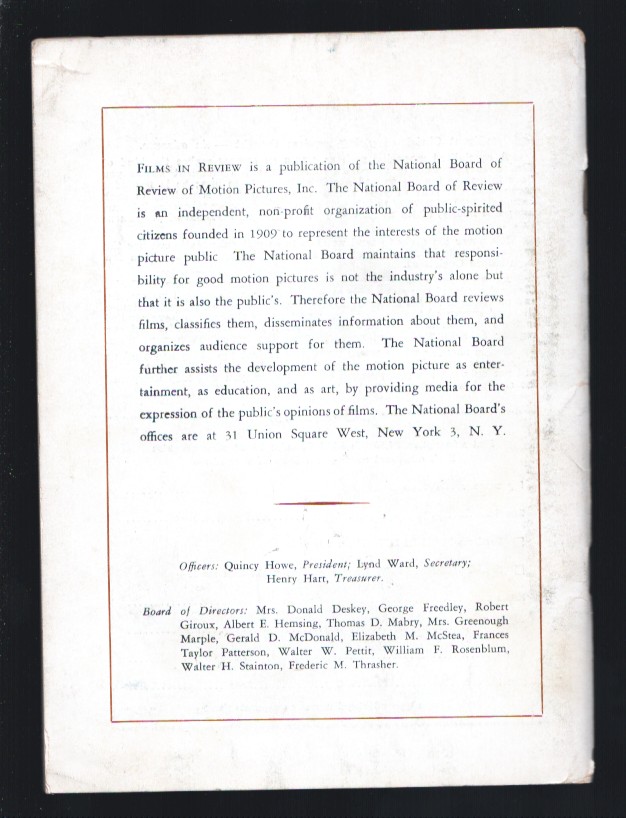 FILMS IN REVIEW is a publication of the National Board of
Review of Motion Pictures, Inc. The National Board of Review
is an independent, non-profit organization of public-spirited
citizens founded in 1909 to represent the interests of the motion
picture public The National Board maintains that responsi-
bility for good motion pictures is not the industry's alone but
that it is also the public's. Therefore the National Board reviews
films, classifies them, disseminates information about them, and
organizes audience support for them. The National Board
further assists the development of the motion picture as enter-
tainment, as education, and as art, by providing media for the
expression of the public's opinions of films. The National Board's
offices are at 31 Union Square West, New York 3, N. Y.
Officers: Quincy Howe, President; Lynd Ward, Secretary;
Henry Hart, Treasurer.
Board of Directors: Mrs. Donald Deskey, George Freedley, Robert
Giroux, Albert E. Hemsing, Thomas D. Mabry, Mrs. Greenough
Marple, Gerald D. McDonald, Elizabeth M. McStea, Frances
Taylor Patterson, Walter W. Pettit, William F. Rosenblum,
Walter H. Stainton, Frederic M. Thrasher.